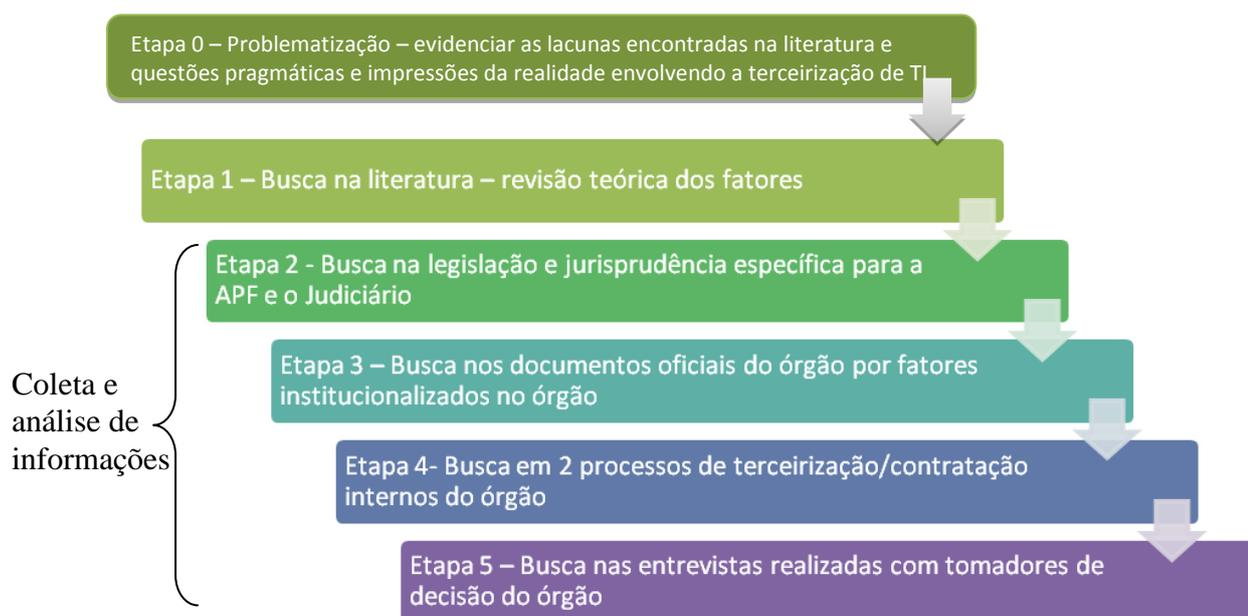 Etapa 0 – Problematização – evidenciar as lacunas encontradas na literatura e
questões pragmáticas e impressões da realidade envolvendo a terceirização de TI
Etapa 1 – Busca na literatura – revisão teórica dos fatores
Etapa 2 - Busca na legislação e jurisprudência específica para a
APF e o Judiciário
Etapa 3 – Busca nos documentos oficiais do órgão por fatores
institucionalizados no órgão
Coleta e
análise de
informações
Etapa 4- Busca em 2 processos de terceirização/contratação
internos do órgão
Etapa 5 – Busca nas entrevistas realizadas com tomadores de
decisão do órgão